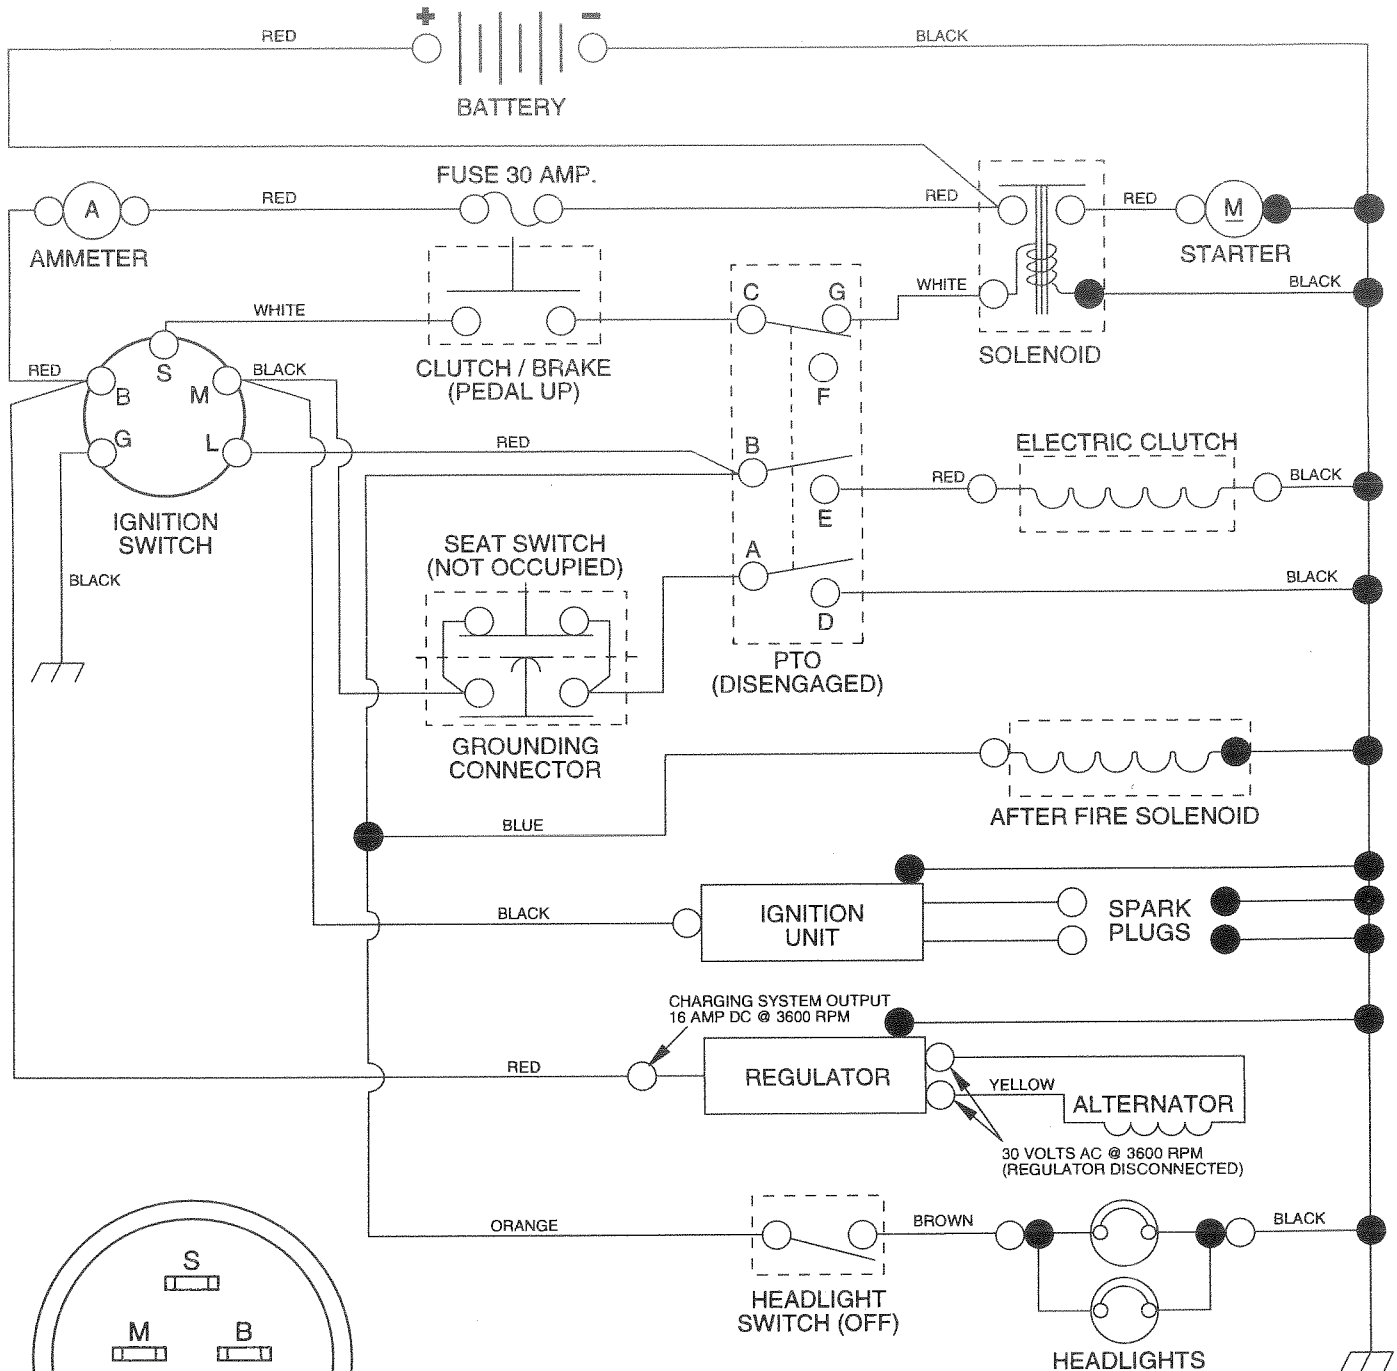 + -
RED
BLACK
BATTERY
FUSE 30 AMP.
A
RED
RED
RED
M
AMMETER
STARTER
WHITE
C G
WHITE
BLACK
SOLENOID
RED
S
B
M
BLACK
CLUTCH / BRAKE
(PEDAL UP)
F
G
L
RED
B
ELECTRIC CLUTCH
RED
BLACK
E
IGNITION
SWITCH
SEAT SWITCH
(NOT OCCUPIED)
A
BLACK
BLACK
D
PTO
(DISENGAGED)
GROUNDING
CONNECTOR
AFTER FIRE SOLENOID
BLUE
BLACK
IGNITION
UNIT
SPARK
PLUGS
CHARGING SYSTEM OUTPUT
16 AMP DC @ 3600 RPM
RED
REGULATOR
YELLOW
ALTERNATOR
30 VOLTS AC @ 3600 RPM
(REGULATOR DISCONNECTED)
ORANGE
BROWN
BLACK
HEADLIGHT
SWITCH (OFF)
HEADLIGHTS
S
M B